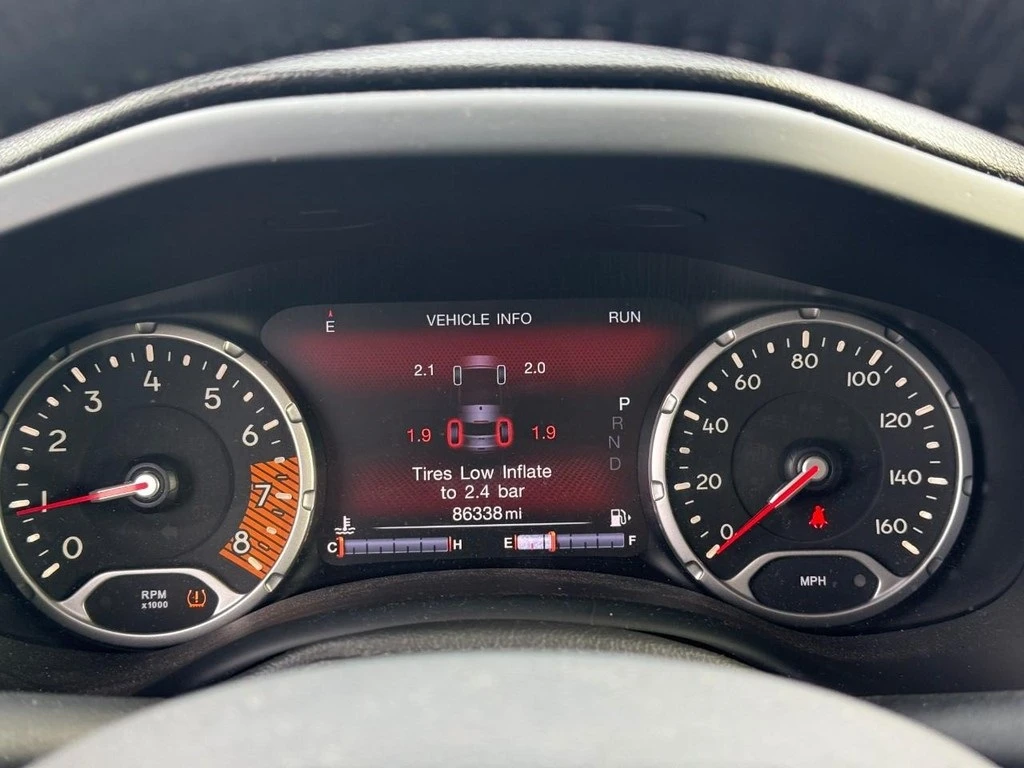 E VEHICLE INFO RUN
2.1 2.0
1.9 1.9
Tires Low Inflate
to 2.4 bar
86338 mi
C H E F
P
R
N
D
0 1 2 3 4 5 6 7 8
RPM
x1000
0 20 40 60 80 100 120 140 160
MPH